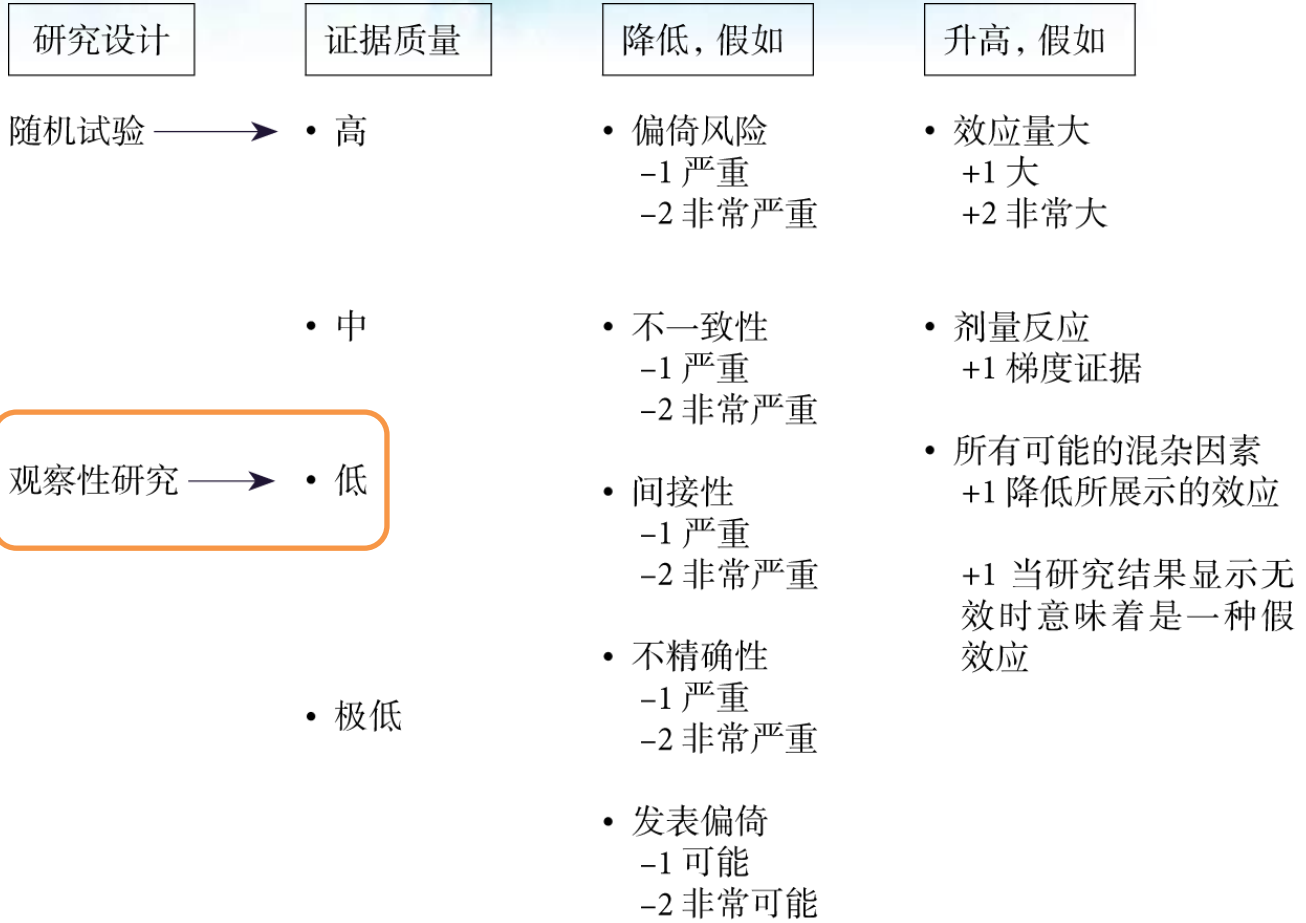 研究设计
证据质量
降低, 假如
升高, 假如
随机试验
• 高
• 中
观察性研究
• 低
• 极低
• 偏倚风险
–1 严重
–2 非常严重
• 不一致性
–1 严重
–2 非常严重
• 间接性
–1 严重
–2 非常严重
• 不精确性
–1 严重
–2 非常严重
• 发表偏倚
–1 可能
–2 非常可能
• 效应量大
+1 大
+2 非常大
• 剂量反应
+1 梯度证据
• 所有可能的混杂因素
+1 降低所展示的效应
+1 当研究结果显示无
效时意味着是一种假
效应